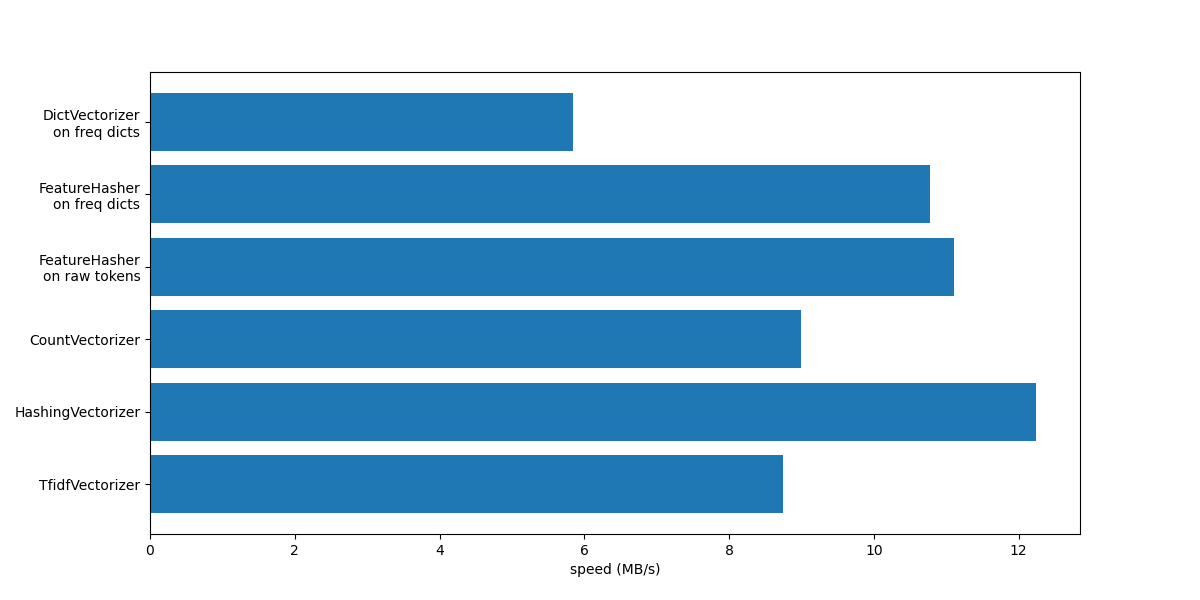 DictVectorizer
on freq dicts
FeatureHasher
on freq dicts
FeatureHasher
on raw tokens
CountVectorizer
HashingVectorizer
TfidfVectorizer
0 2 4 6 8 10 12
speed (MB/s)